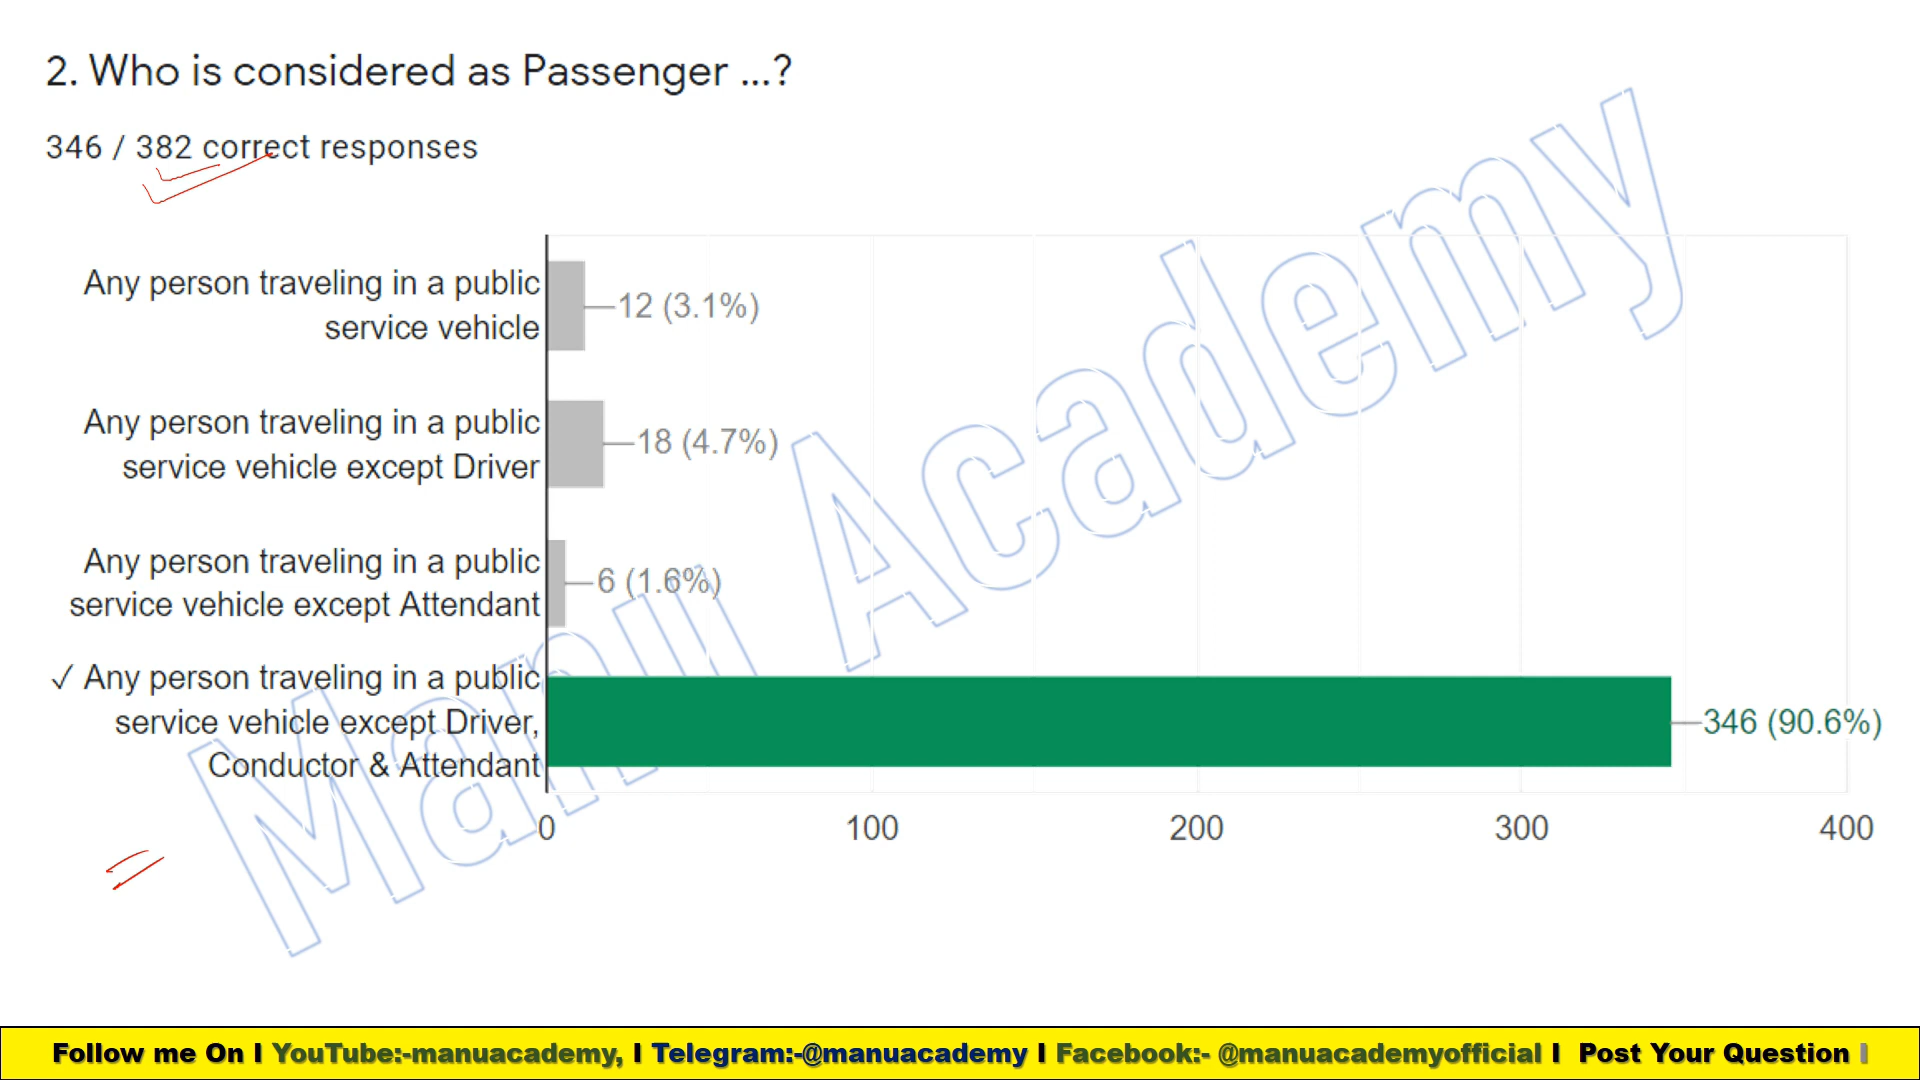 2. Who is considered as Passenger ...?
346 / 382 correct responses
Any person traveling in a public
service vehicle
12 (3.1%)
Any person traveling in a public
service vehicle except Driver
18 (4.7%)
Any person traveling in a public
service vehicle except Attendant
6 (1.6%)
✓ Any person traveling in a public
service vehicle except Driver,
Conductor & Attendant
346 (90.6%)
0 100 200 300 400
Manu Academy
Follow me On I YouTube:-manuacademy, I Telegram:-@manuacademy I Facebook:- @manuacademyofficial I Post Your Question I